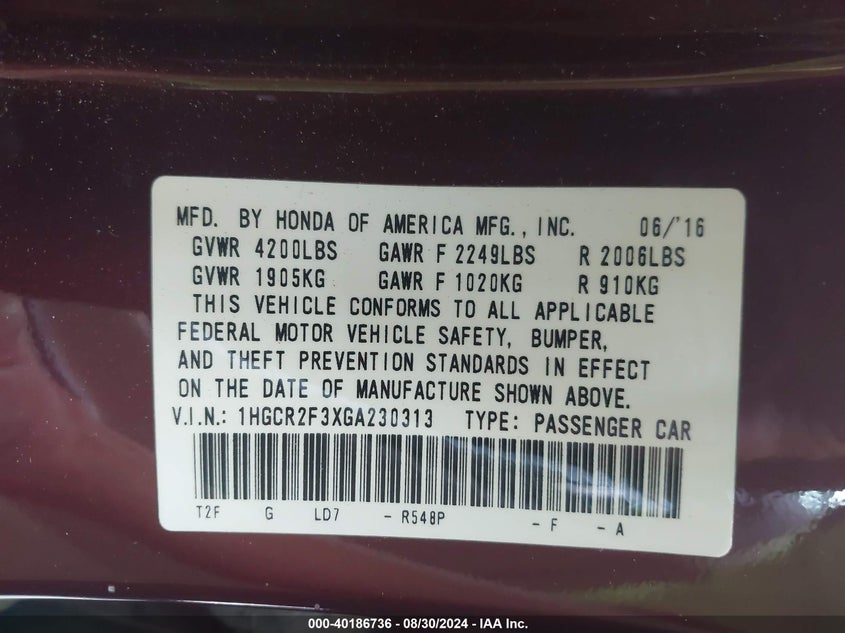 MFD. BY HONDA OF AMERICA MFG., INC. 06/'16
GVWR 4200LBS GAWR F 2249LBS R 2006LBS
GVWR 1905KG GAWR F 1020KG R 910KG
THIS VEHICLE CONFORMS TO ALL APPLICABLE
FEDERAL MOTOR VEHICLE SAFETY, BUMPER,
AND THEFT PREVENTION STANDARDS IN EFFECT
ON THE DATE OF MANUFACTURE SHOWN ABOVE.
V.I.N.: 1HGCR2F3XGA230313 TYPE: PASSENGER CAR
T2F G LD7 - R548P - F - A
000-40186736 - 08/30/2024 - IAA Inc.